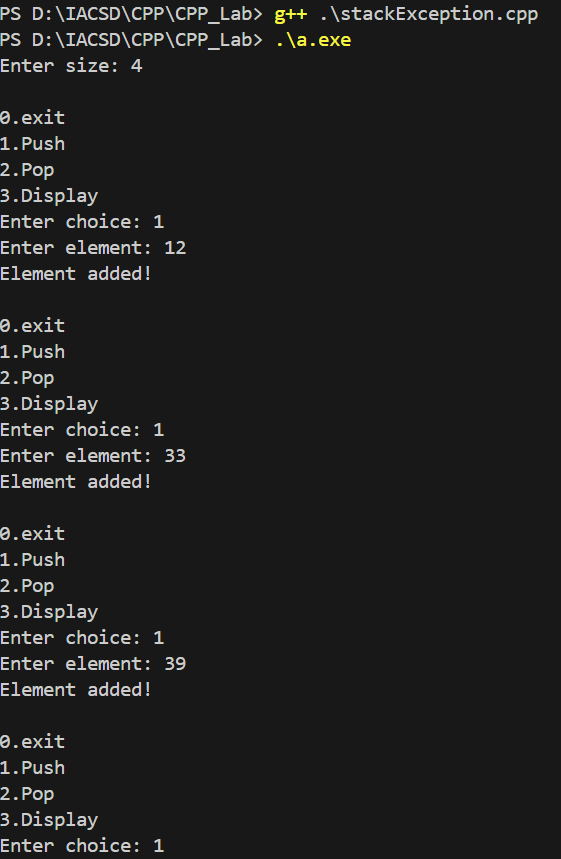 PS D:\IACSD\CPP\CPP_Lab> g++ .\stackException.cpp
PS D:\IACSD\CPP\CPP_Lab> .\a.exe
Enter size: 4
0.exit
1.Push
2.Pop
3.Display
Enter choice: 1
Enter element: 12
Element added!
0.exit
1.Push
2.Pop
3.Display
Enter choice: 1
Enter element: 33
Element added!
0.exit
1.Push
2.Pop
3.Display
Enter choice: 1
Enter element: 39
Element added!
0.exit
1.Push
2.Pop
3.Display
Enter choice: 1